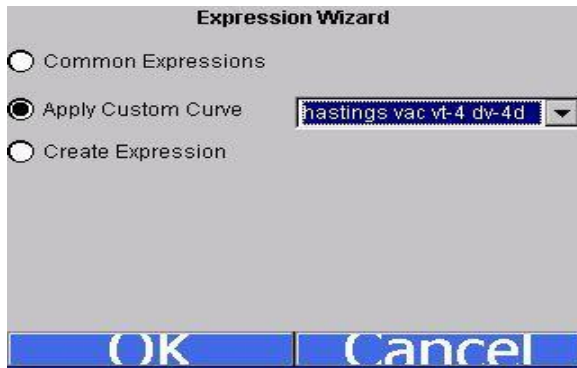 Expression Wizard
Common Expressions
Apply Custom Curve hastings vac vt-4 dv-4d
Create Expression
OK Cancel